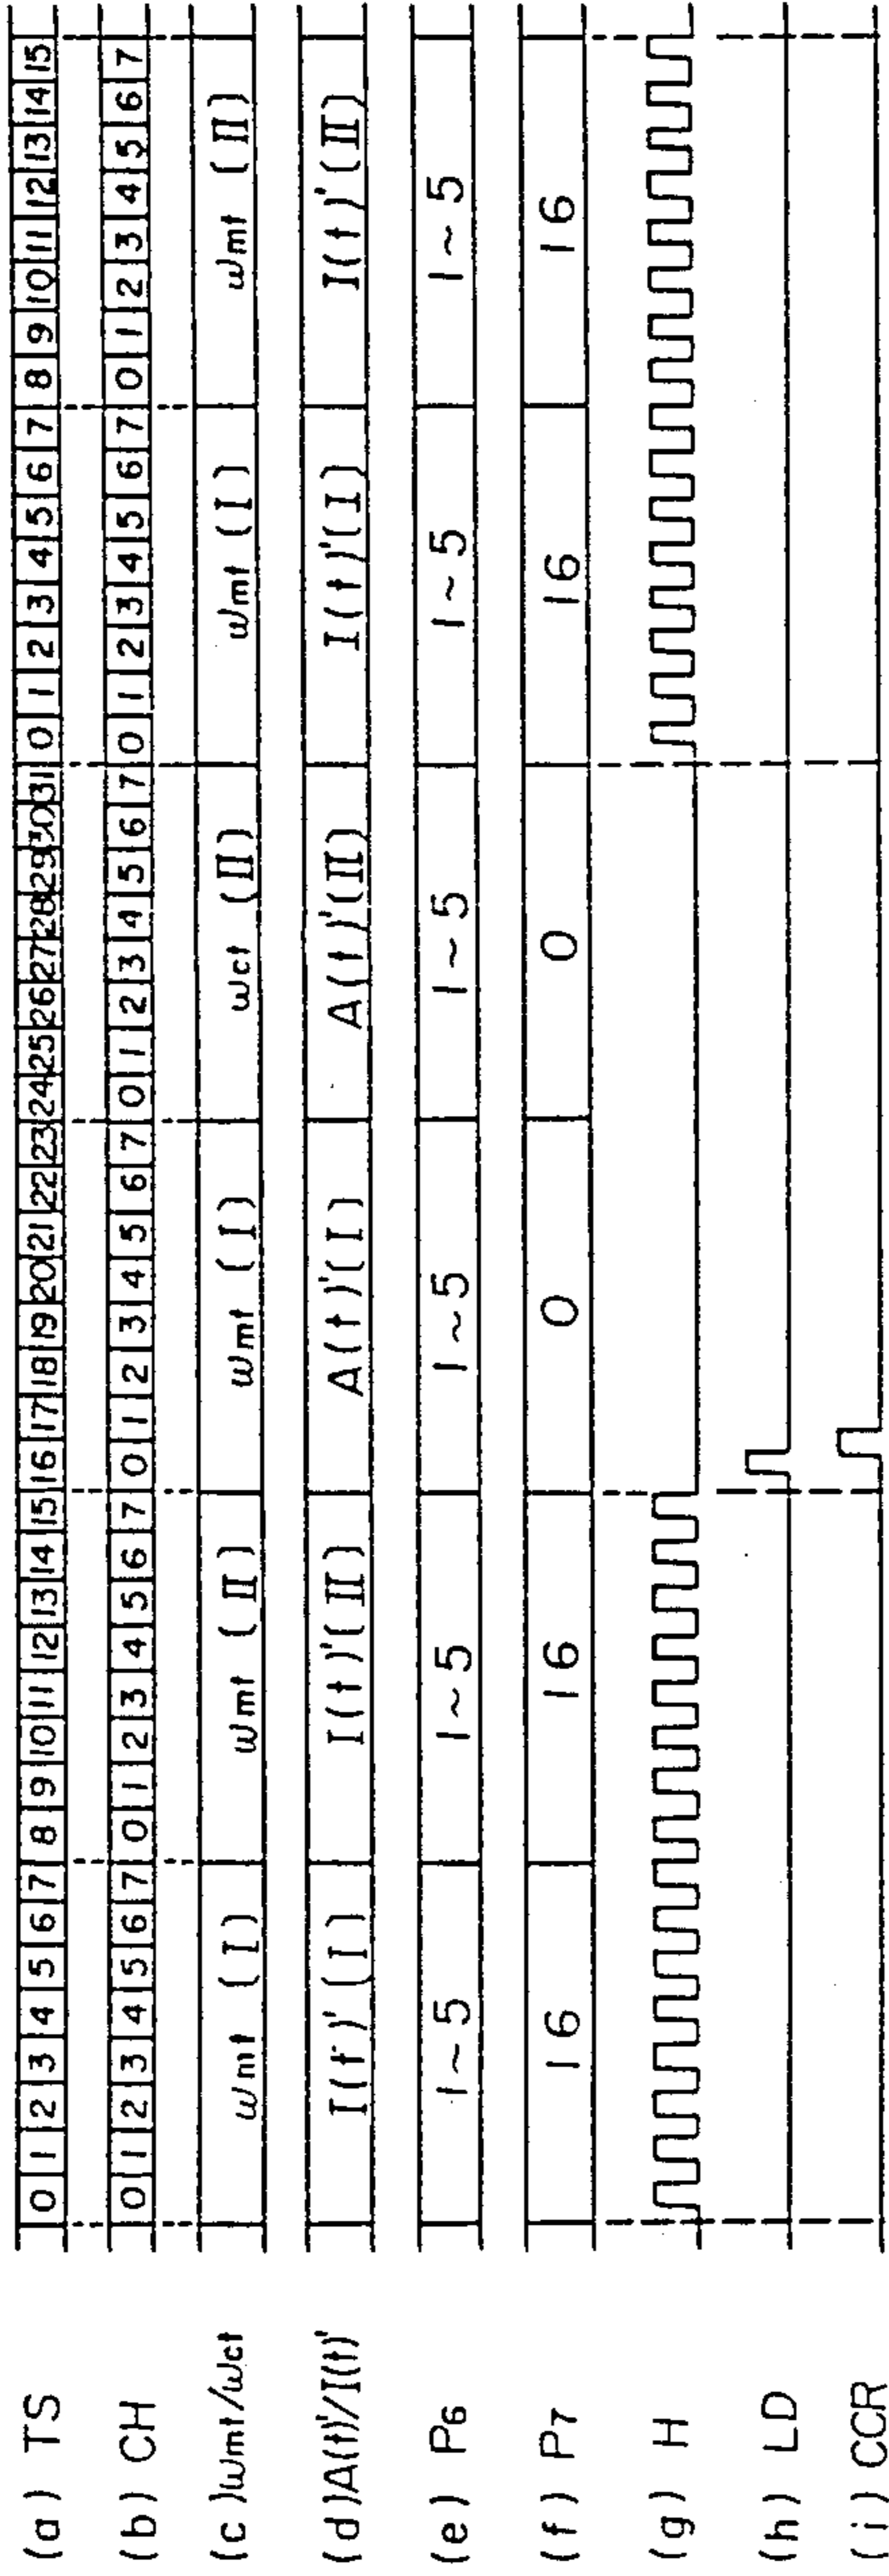 (a) TS 0 1 2 3 4 5 6 7 8 9 10 11 12 13 14 15 16 17 18 19 20 21 22 23 24 25 26 27 28 29 30 31 0 1 2 3 4 5 6 7 8 9 10 11 12 13 14 15
(b) CH 0 1 2 3 4 5 6 7 0 1 2 3 4 5 6 7 0 1 2 3 4 5 6 7 0 1 2 3 4 5 6 7 0 1 2 3 4 5 6 7 0 1 2 3 4 5 6 7
(c) ωmt/ωct ωmt (I) ωmt (II) ωmt (I) ωct (II) ωmt (I) ωmt (II)
(d) A(t)'/I(t)' I(t)'(I) I(t)'(II) A(t)'(I) A(t)'(II) I(t)'(I) I(t)'(II)
(e) P6 1~5 1~5 1~5 1~5 1~5 1~5
(f) P7 16 16 0 0 16 16
(g) H
(h) LD
(i) CCR